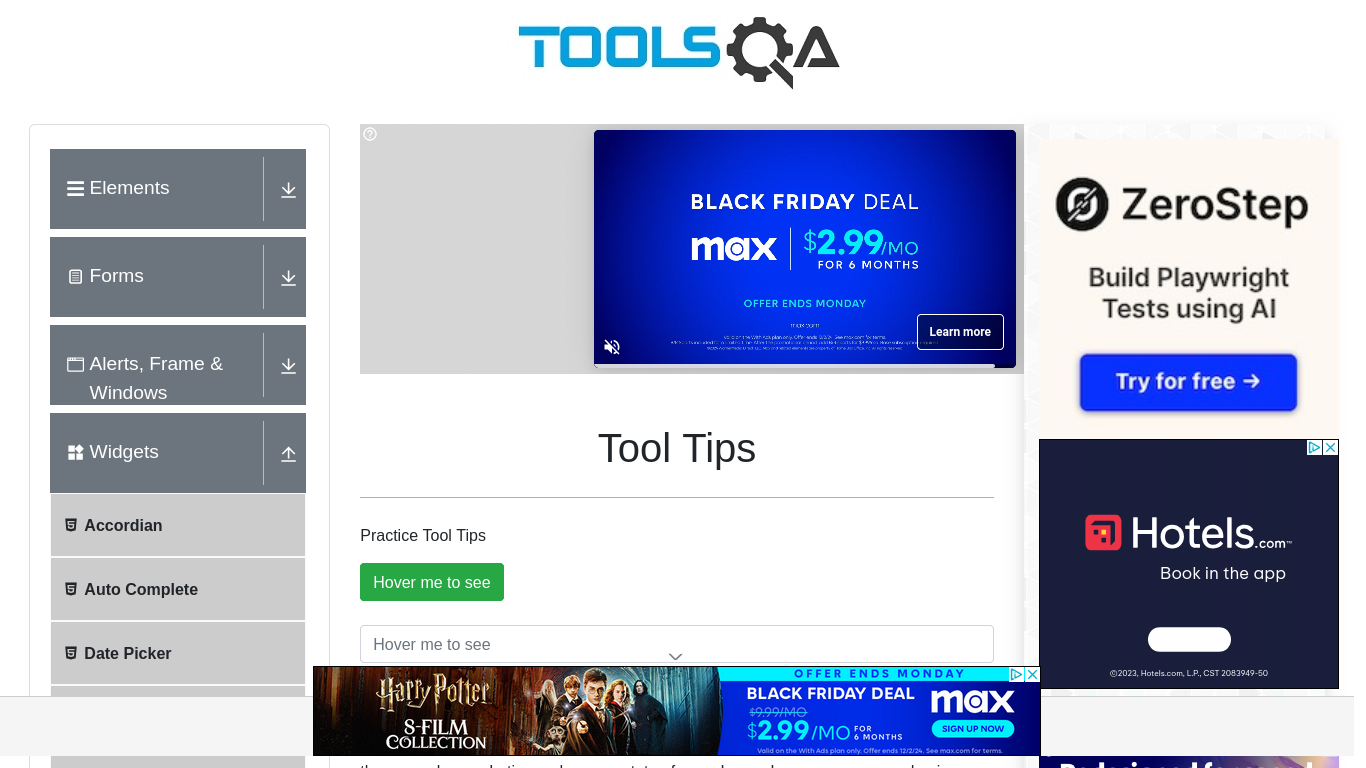 TOOLSQA
Elements
Forms
Alerts, Frame &
Windows
Widgets
Accordian
Auto Complete
Date Picker
BLACK FRIDAY DEAL
max
$2.99/MO
FOR 6 MONTHS
OFFER ENDS MONDAY
max.com
Learn more
Tool Tips
Practice Tool Tips
Hover me to see
Hover me to see
ZeroStep
Build Playwright
Tests using AI
Try for free →
Hotels.com™
Book in the app
©2023, Hotels.com, L.P., CST 2083949-50
Harry Potter
8-FILM
COLLECTION
OFFER ENDS MONDAY
BLACK FRIDAY DEAL
$9.99/MO
$2.99/MO FOR
6 MONTHS
max
SIGN UP NOW
Valid on the With Ads plan only. Offer ends 12/2/24. See max.com for terms.